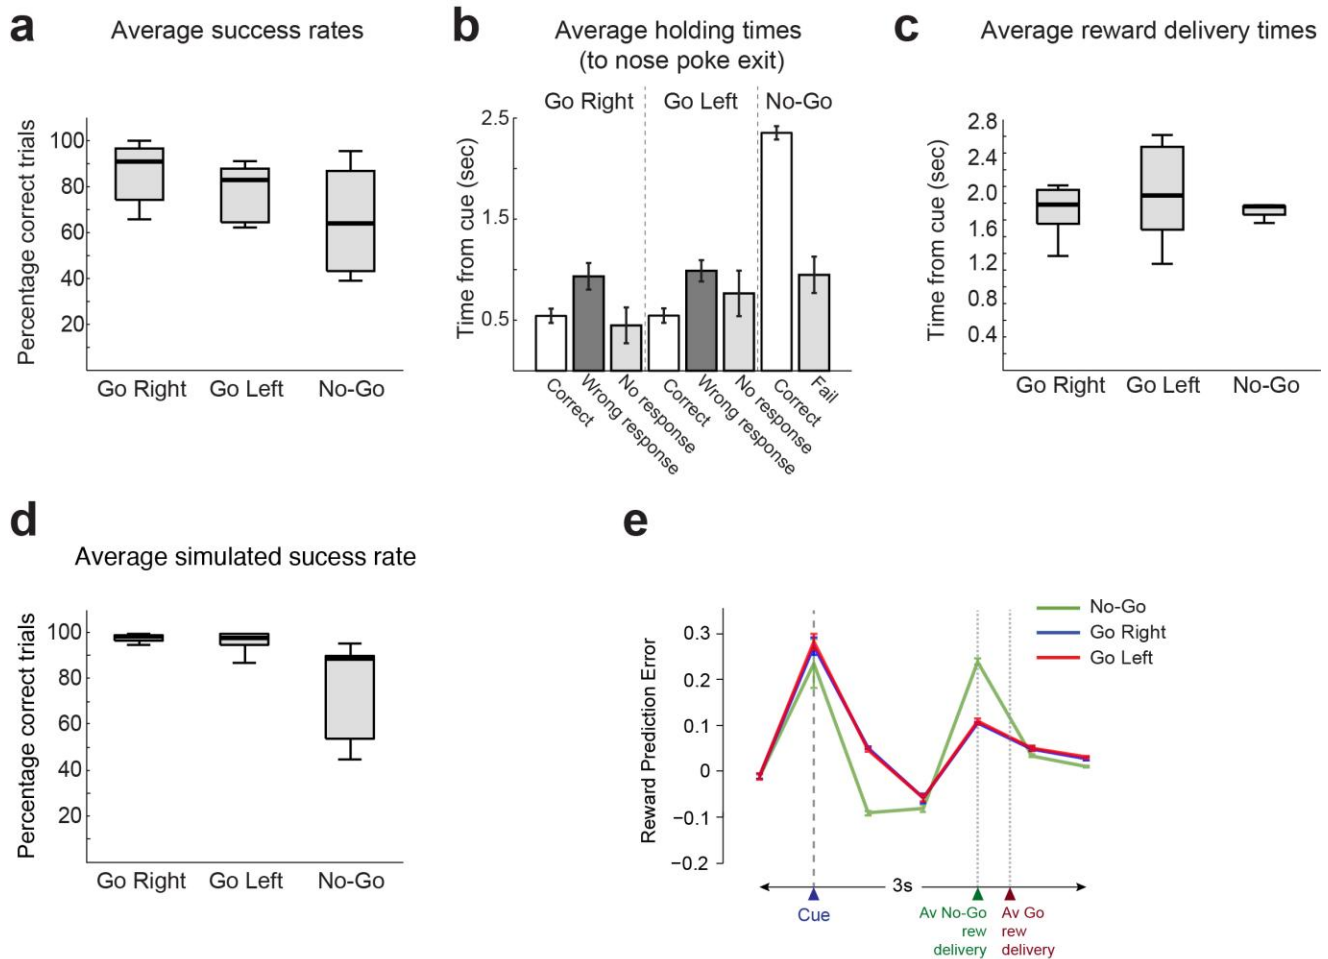 a
Average success rates
Percentage correct trials
100
80
60
40
20
Go Right
Go Left
No-Go
b
Average holding times
(to nose poke exit)
Go Right
Go Left
No-Go
Time from cue (sec)
2.5
1.5
0.5
Correct
Wrong response
No response
Correct
Wrong response
No response
Correct
Fail
c
Average reward delivery times
Time from cue (sec)
2.8
2.4
2.0
1.6
1.2
0.8
0.4
Go Right
Go Left
No-Go
d
Average simulated sucess rate
Percentage correct trials
100
80
60
40
20
Go Right
Go Left
No-Go
e
Reward Prediction Error
0.3
0.2
0.1
0
−0.1
−0.2
No-Go
Go Right
Go Left
3s
Cue
Av No-Go
rew
delivery
Av Go
rew
delivery